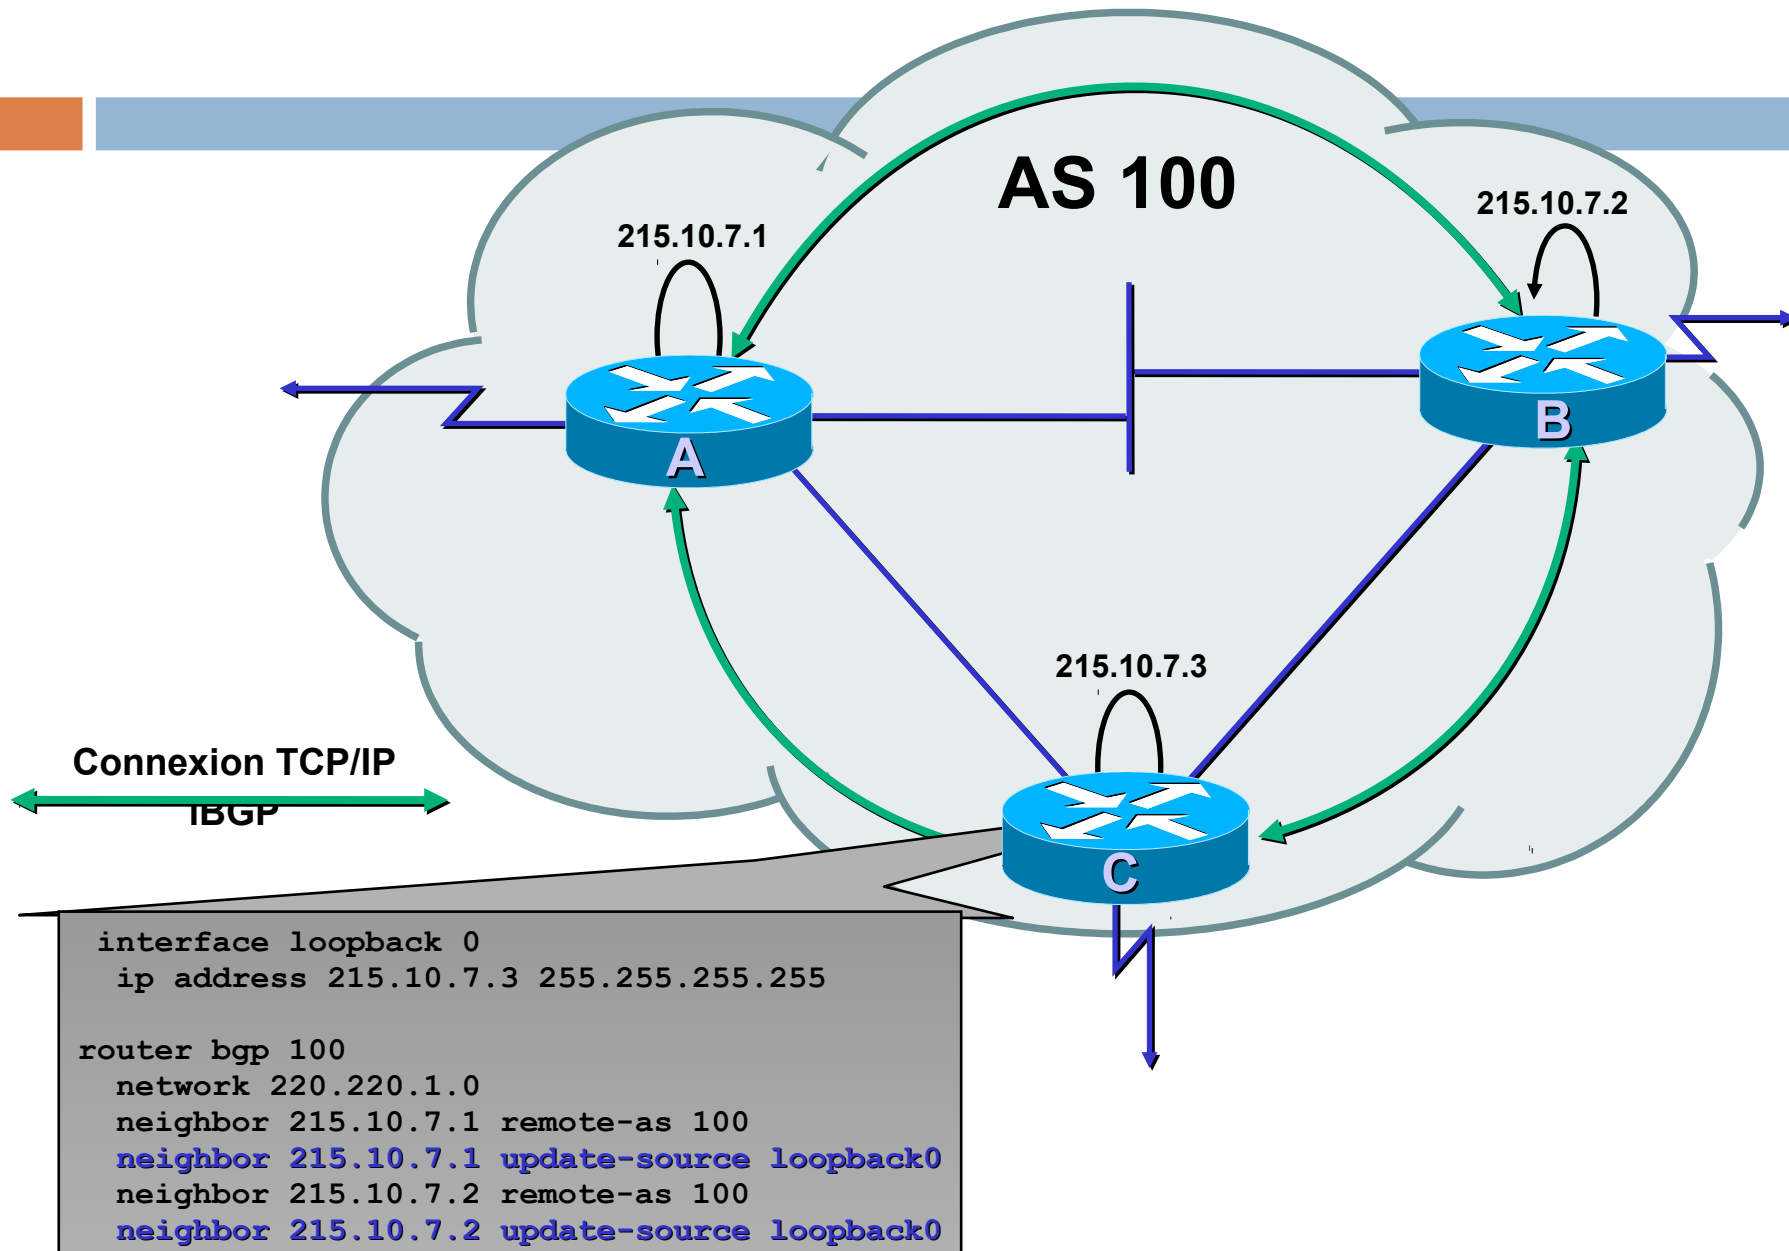 AS 100
215.10.7.1
215.10.7.2
A
B
215.10.7.3
C
Connexion TCP/IP
IBGP
interface loopback 0
ip address 215.10.7.3 255.255.255.255
router bgp 100
network 220.220.1.0
neighbor 215.10.7.1 remote-as 100
neighbor 215.10.7.1 update-source loopback0
neighbor 215.10.7.2 remote-as 100
neighbor 215.10.7.2 update-source loopback0